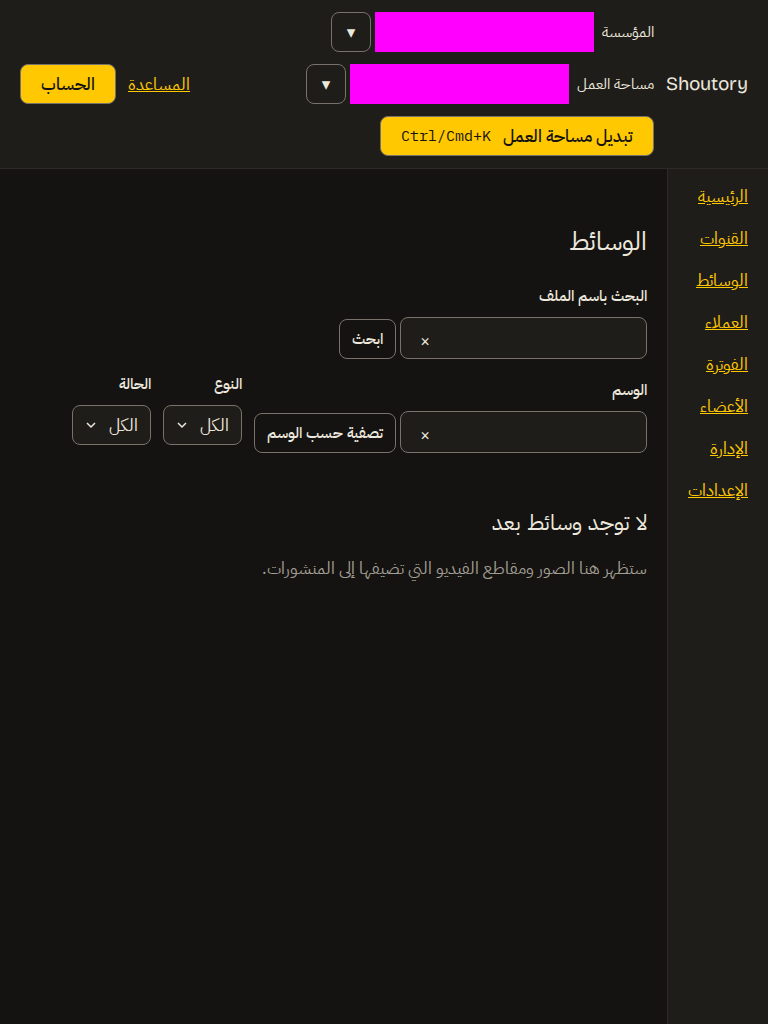 المؤسسة ▼
Shoutory
مساحة العمل ▼
المساعدة
الحساب
تبديل مساحة العمل Ctrl/Cmd+K
الرئيسية
القنوات
الوسائط
العملاء
الفوترة
الأعضاء
الإدارة
الإعدادات
الوسائط
البحث باسم الملف
× ابحث
الوسم
× تصفية حسب الوسم
النوع
الكل
الحالة
الكل
لا توجد وسائط بعد
ستظهر هنا الصور ومقاطع الفيديو التي تضيفها إلى المنشورات.